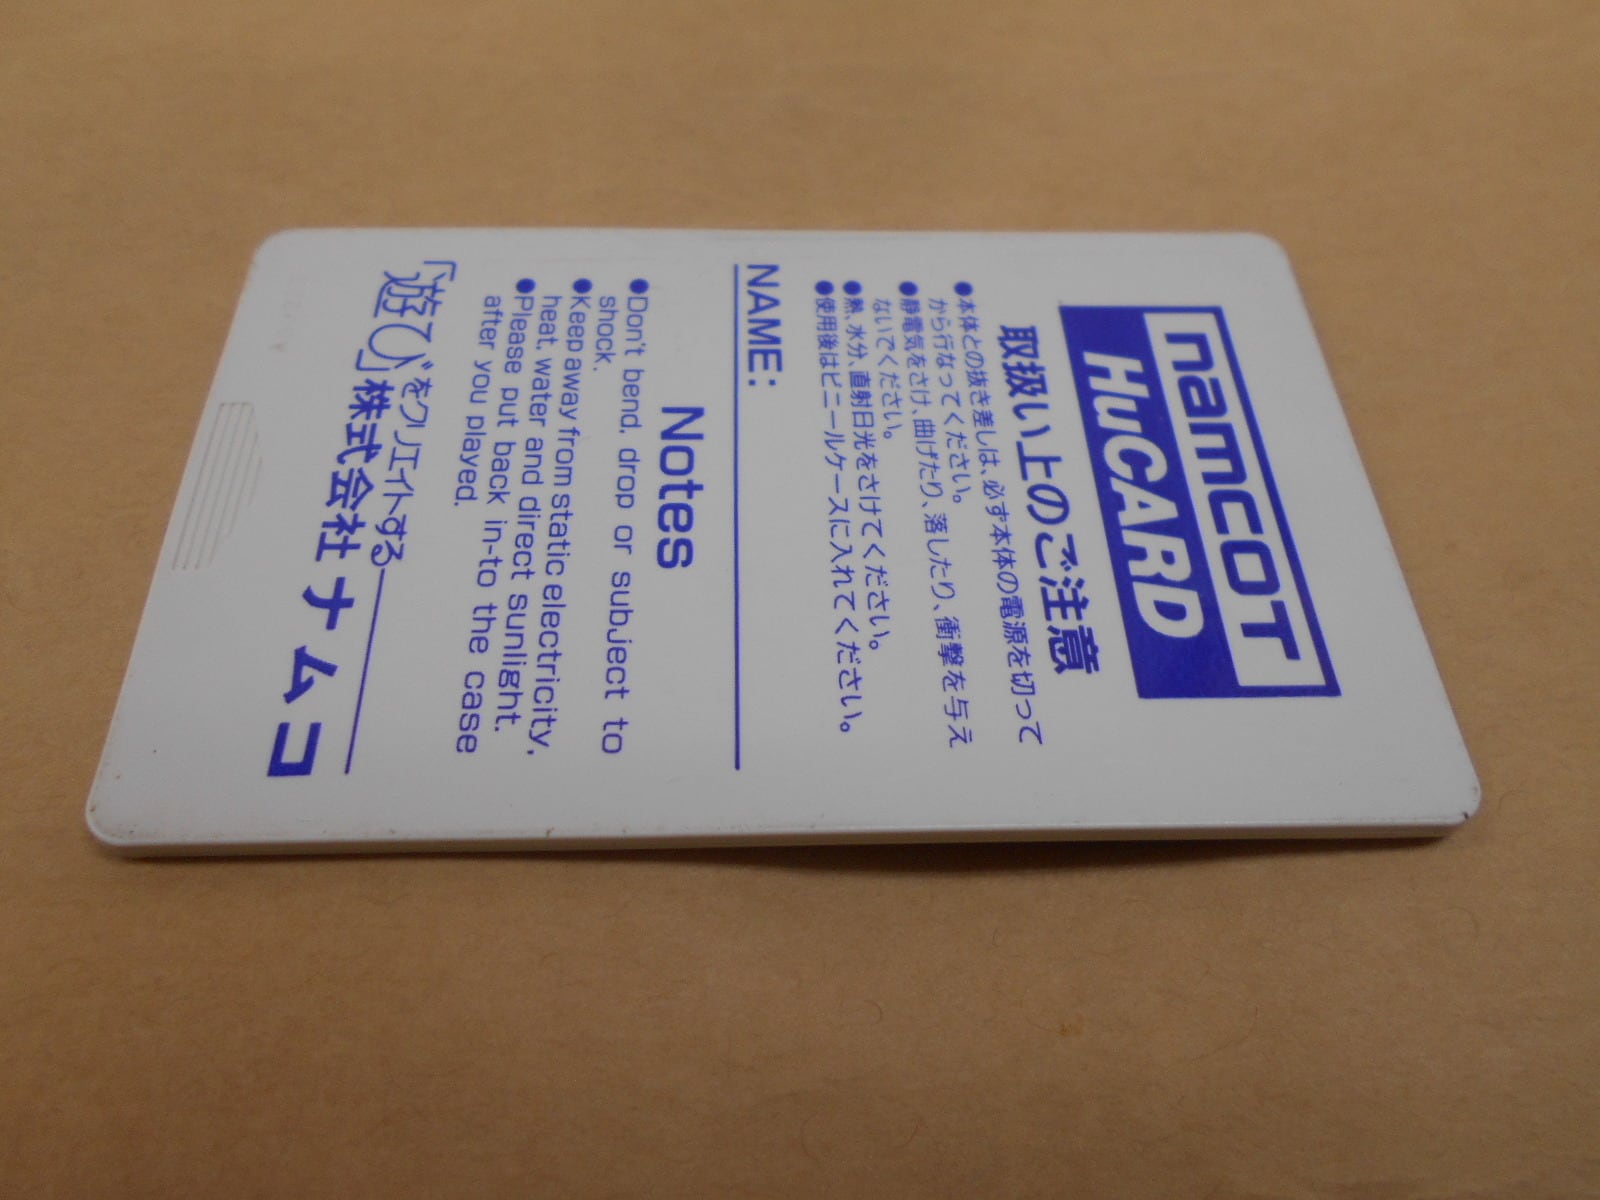 namcot
HuCARD
取扱い上のご注意
●本体との抜き差しは、必ず本体の電源を切って
から行なってください。
●静電気をさけ、曲げたり、落したり、衝撃を与え
ないでください。
●熱、水分、直射日光をさけてください。
●使用後はビニールケースに入れてください。
NAME:
Notes
●Don't bend, drop or subject to
shock.
●Keep away from static electricity,
heat, water and direct sunlight.
●Please put back in-to the case
after you played.
「遊び」をクリエイトする
株式会社ナムコ